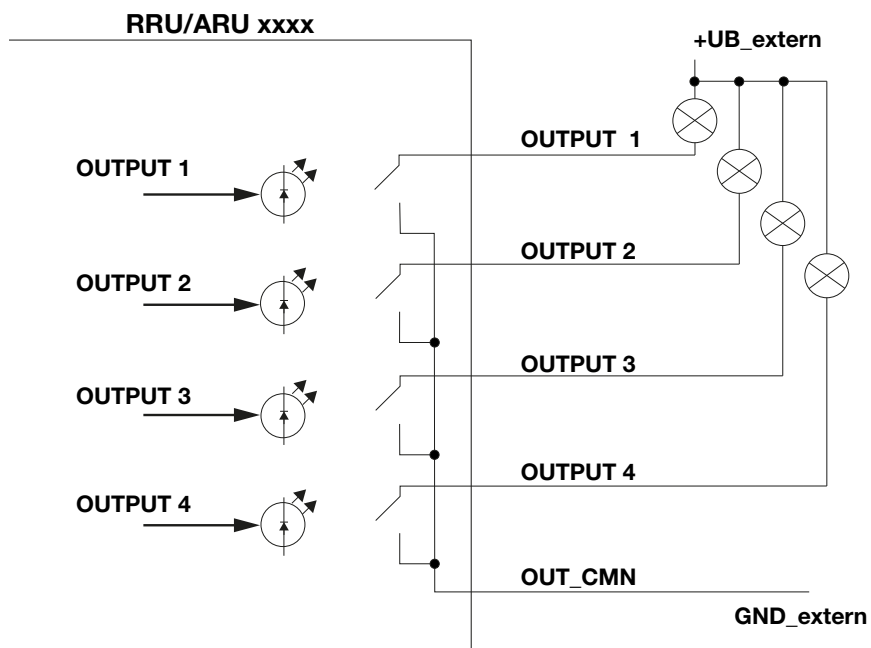 RRU/ARU xxxx
+UB_extern
OUTPUT 1
OUTPUT 1
OUTPUT 2
OUTPUT 2
OUTPUT 3
OUTPUT 3
OUTPUT 4
OUTPUT 4
OUT_CMN
GND_extern